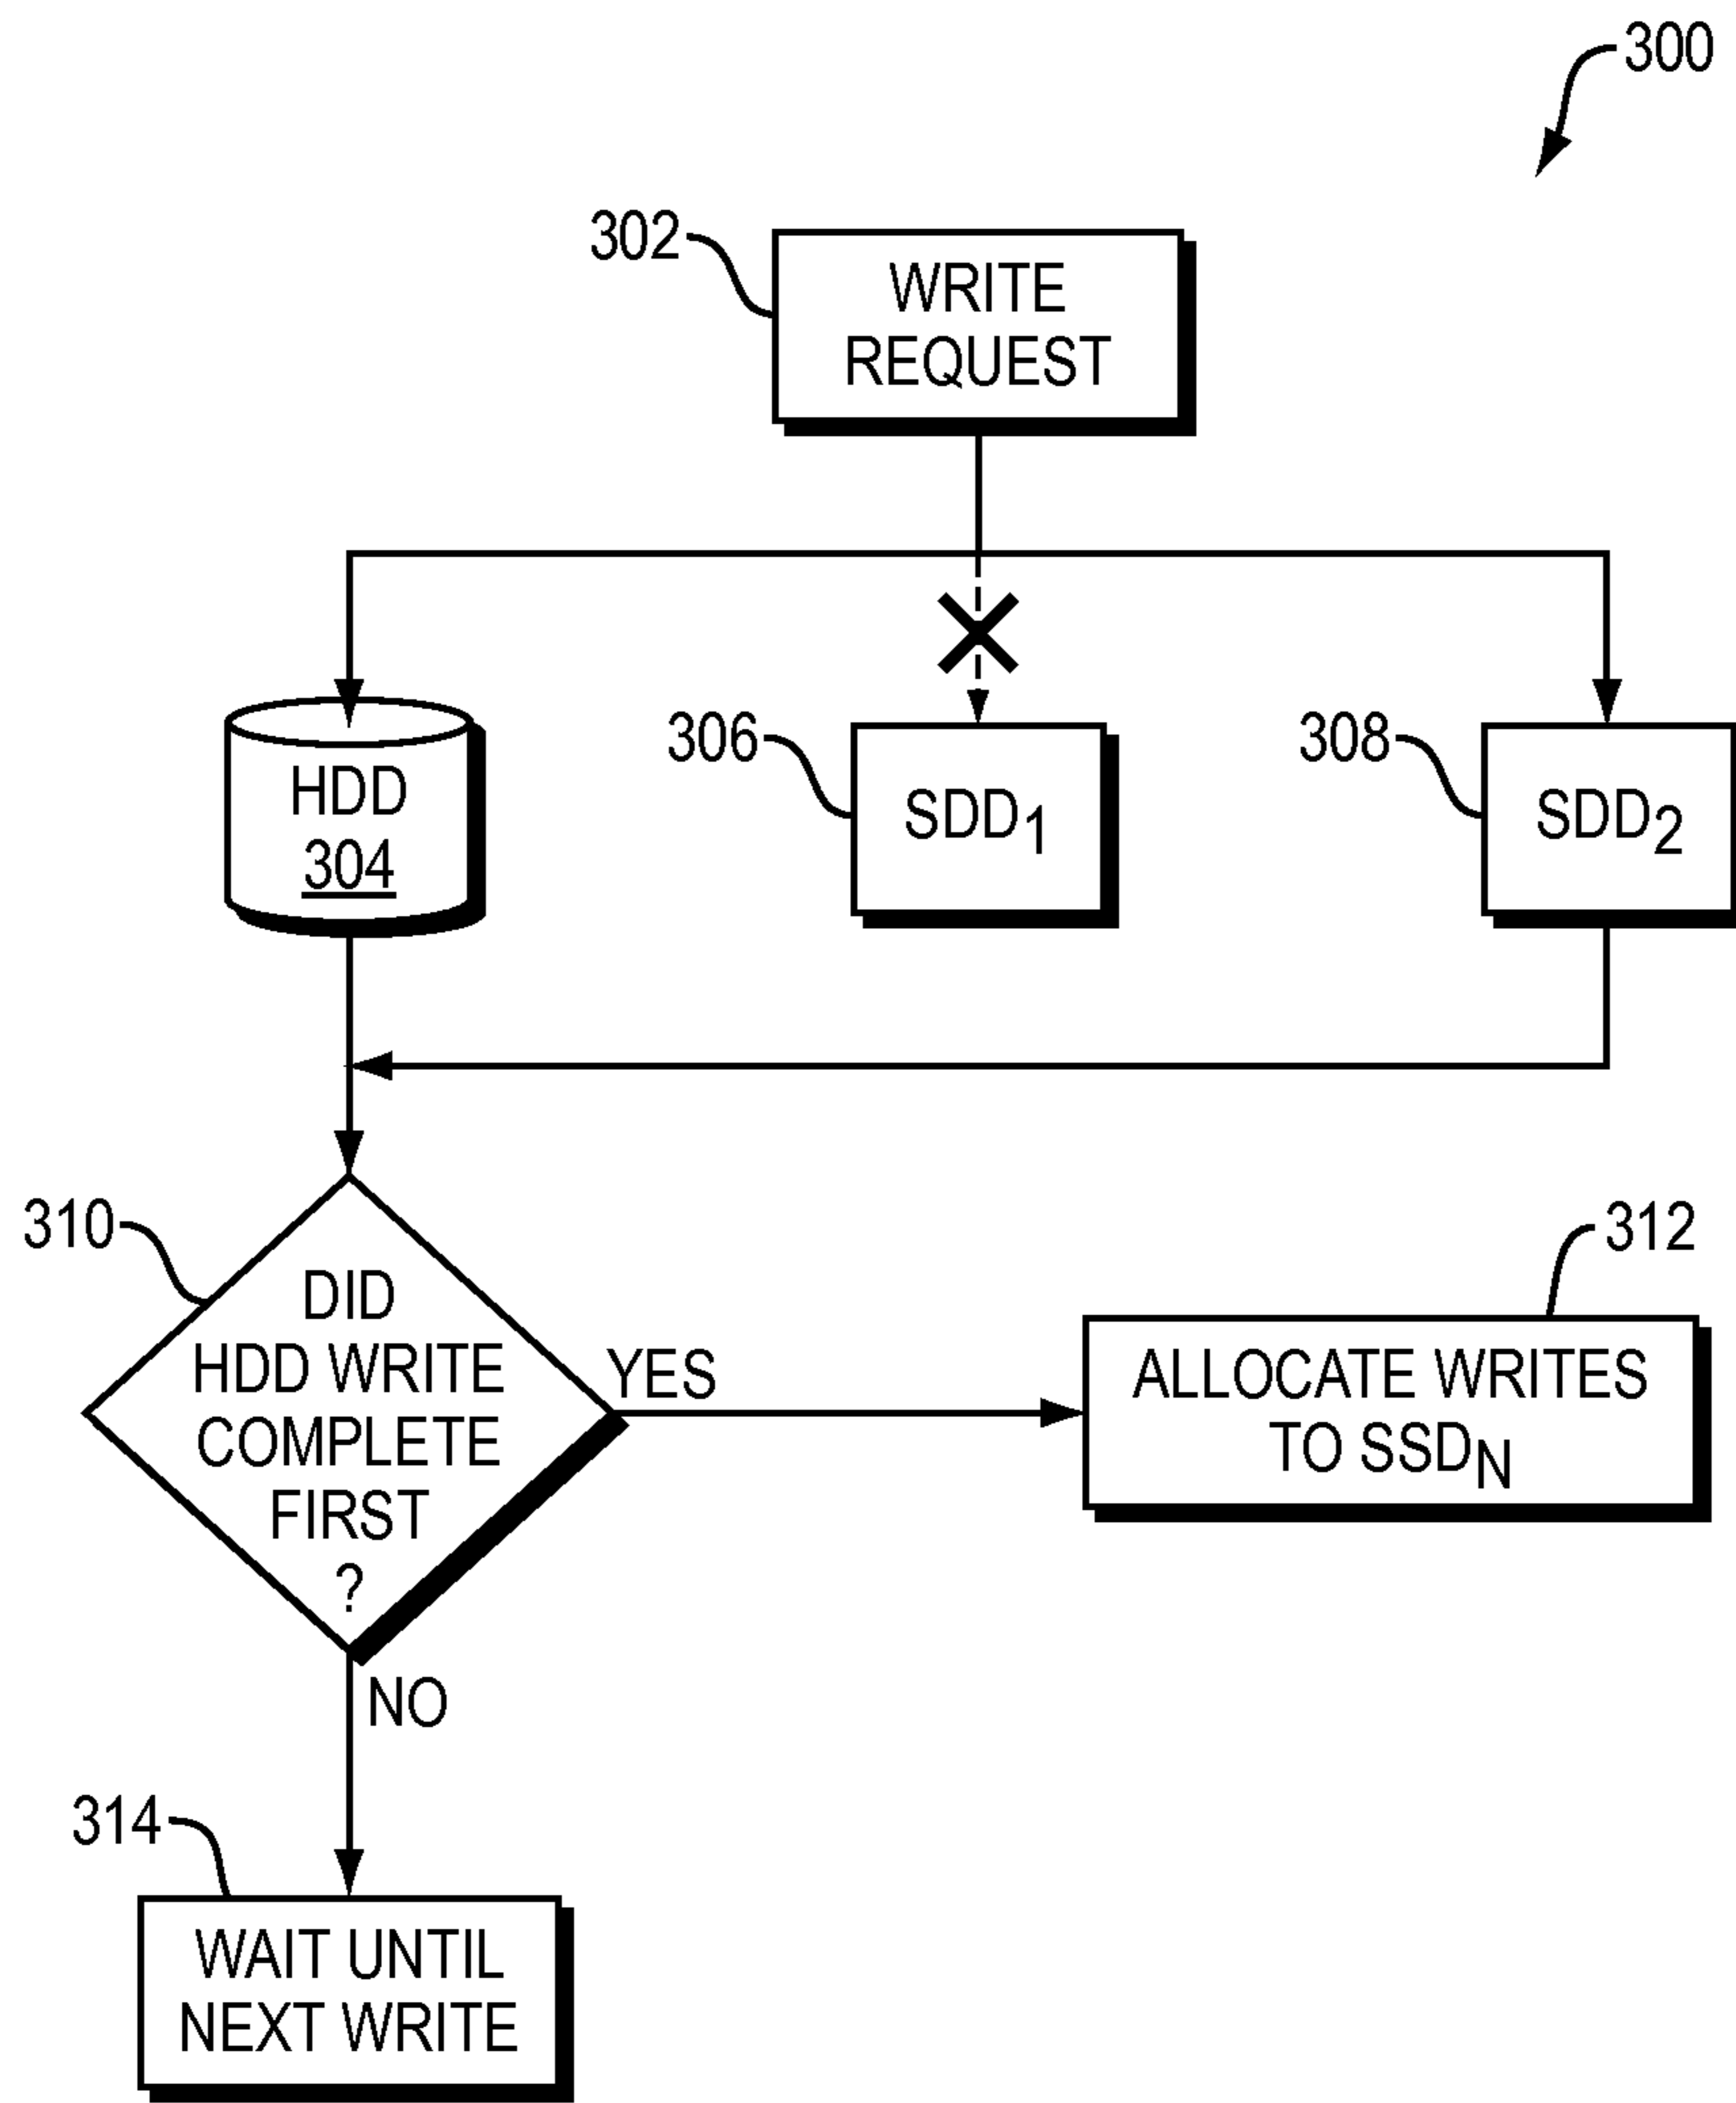 300
302
WRITE
REQUEST
HDD
304
306
SDD1
308
SDD2
310
DID
HDD WRITE
COMPLETE
FIRST
?
YES
312
ALLOCATE WRITES
TO SSDN
NO
314
WAIT UNTIL
NEXT WRITE